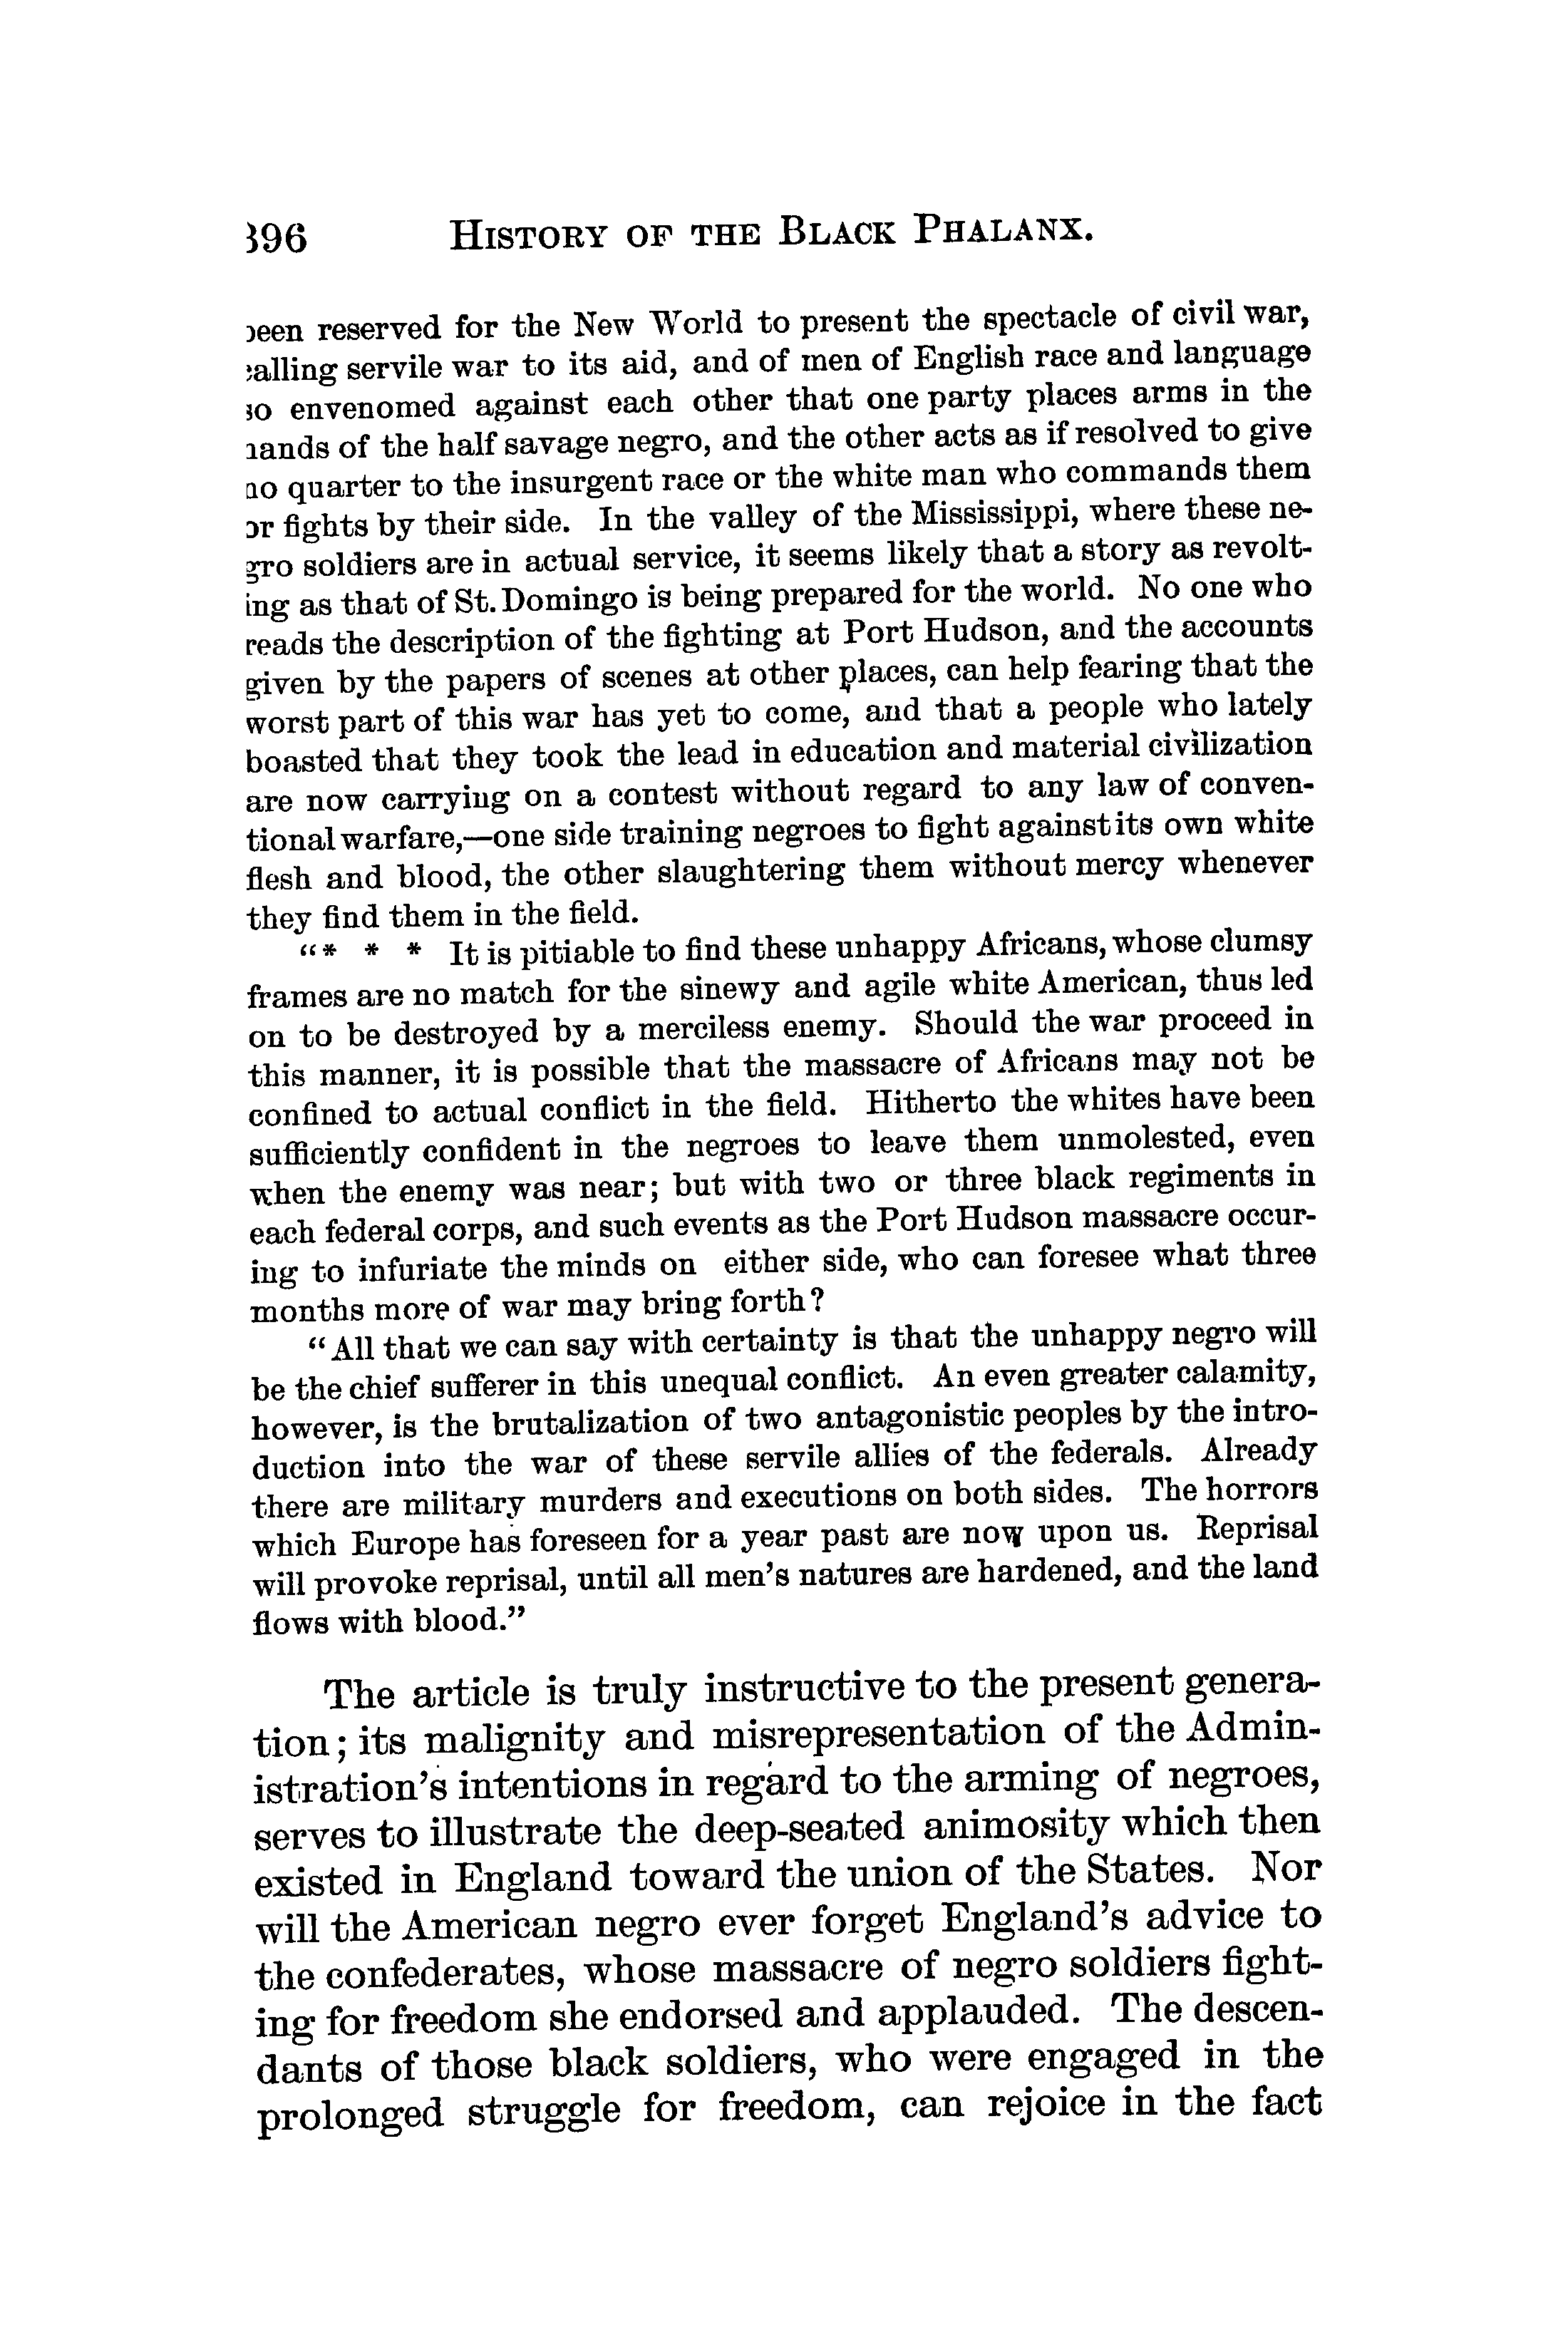 396 HISTORY OF THE BLACK PHALANX.
been reserved for the New World to present the spectacle of civil war,
calling servile war to its aid, and of men of English race and language
so envenomed against each other that one party places arms in the
hands of the half savage negro, and the other acts as if resolved to give
no quarter to the insurgent race or the white man who commands them
or fights by their side. In the valley of the Mississippi, where these ne-
gro soldiers are in actual service, it seems likely that a story as revolt-
ing as that of St. Domingo is being prepared for the world. No one who
reads the description of the fighting at Port Hudson, and the accounts
given by the papers of scenes at other places, can help fearing that the
worst part of this war has yet to come, and that a people who lately
boasted that they took the lead in education and material civilization
are now carrying on a contest without regard to any law of conven-
tional warfare,—one side training negroes to fight against its own white
flesh and blood, the other slaughtering them without mercy whenever
they find them in the field.
“* * * It is pitiable to find these unhappy Africans, whose clumsy
frames are no match for the sinewy and agile white American, thus led
on to be destroyed by a merciless enemy. Should the war proceed in
this manner, it is possible that the massacre of Africans may not be
confined to actual conflict in the field. Hitherto the whites have been
sufficiently confident in the negroes to leave them unmolested, even
when the enemy was near; but with two or three black regiments in
each federal corps, and such events as the Port Hudson massacre occur-
ing to infuriate the minds on either side, who can foresee what three
months more of war may bring forth?
“All that we can say with certainty is that the unhappy negro will
be the chief sufferer in this unequal conflict. An even greater calamity,
however, is the brutalization of two antagonistic peoples by the intro-
duction into the war of these servile allies of the federals. Already
there are military murders and executions on both sides. The horrors
which Europe has foreseen for a year past are now upon us. Reprisal
will provoke reprisal, until all men’s natures are hardened, and the land
flows with blood.”
The article is truly instructive to the present genera-
tion; its malignity and misrepresentation of the Admin-
istration’s intentions in regard to the arming of negroes,
serves to illustrate the deep-seated animosity which then
existed in England toward the union of the States. Nor
will the American negro ever forget England’s advice to
the confederates, whose massacre of negro soldiers fight-
ing for freedom she endorsed and applauded. The descen-
dants of those black soldiers, who were engaged in the
prolonged struggle for freedom, can rejoice in the fact